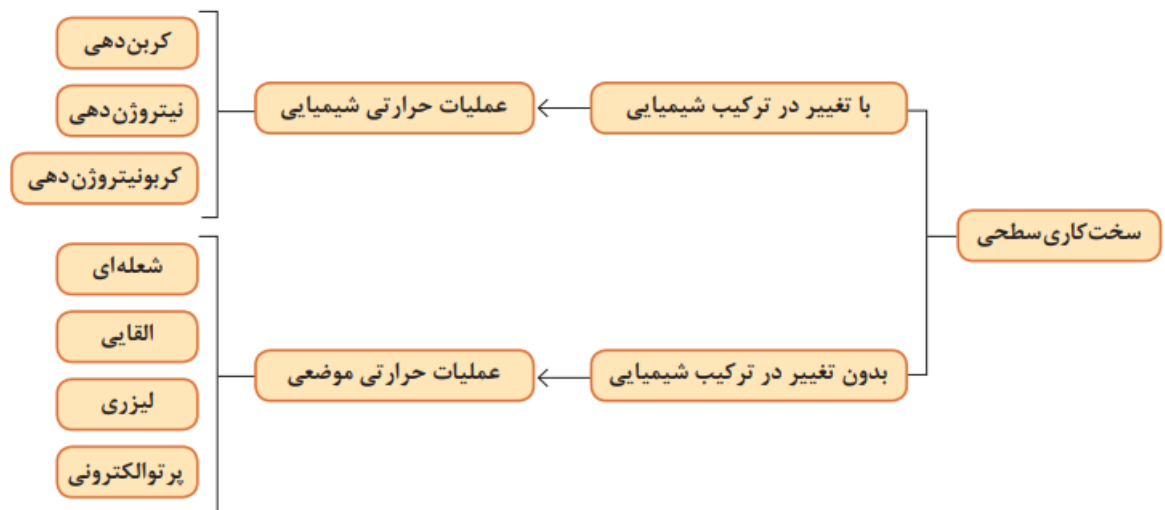 سخت‌کاری سطحی
با تغییر در ترکیب شیمیایی
عملیات حرارتی شیمیایی
کربن‌دهی
نیتروژن‌دهی
کربونیتروژن‌دهی
بدون تغییر در ترکیب شیمیایی
عملیات حرارتی موضعی
شعله‌ای
القایی
لیزری
پرتوالکترونی